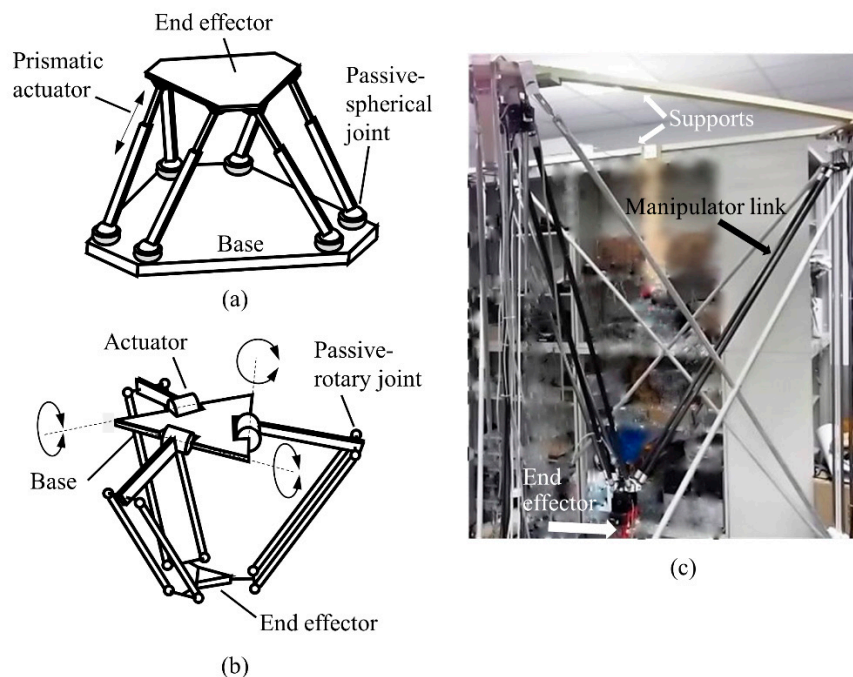 End effector
Prismatic
actuator
Passive-
spherical
joint
Base
(a)
Actuator
Passive-
rotary joint
Base
End effector
(b)
Supports
Manipulator link
End
effector
(c)